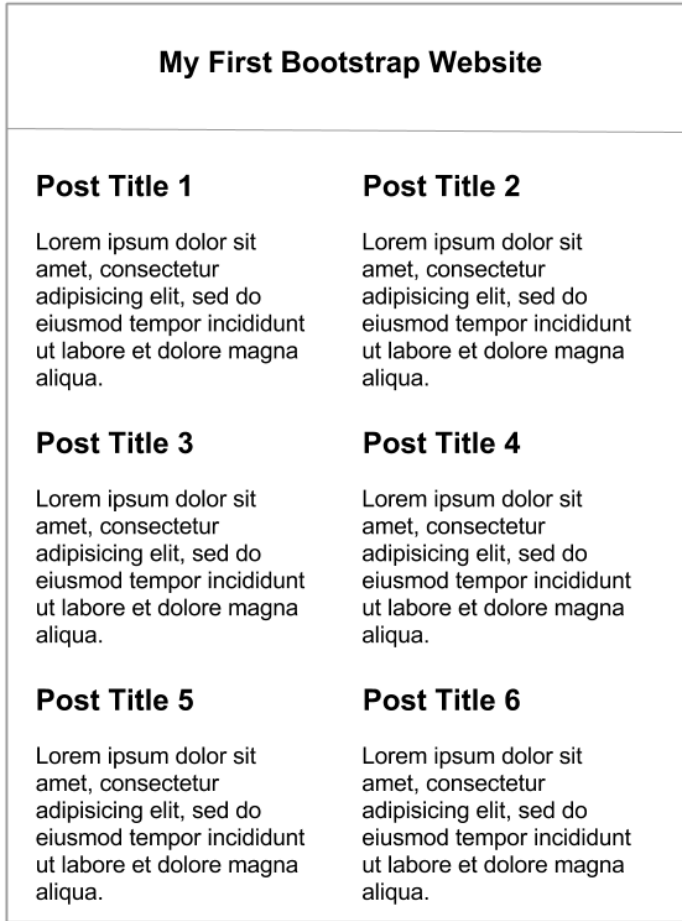 My First Bootstrap Website
Post Title 1
Lorem ipsum dolor sit
amet, consectetur
adipisicing elit, sed do
eiusmod tempor incididunt
ut labore et dolore magna
aliqua.
Post Title 2
Lorem ipsum dolor sit
amet, consectetur
adipisicing elit, sed do
eiusmod tempor incididunt
ut labore et dolore magna
aliqua.
Post Title 3
Lorem ipsum dolor sit
amet, consectetur
adipisicing elit, sed do
eiusmod tempor incididunt
ut labore et dolore magna
aliqua.
Post Title 4
Lorem ipsum dolor sit
amet, consectetur
adipisicing elit, sed do
eiusmod tempor incididunt
ut labore et dolore magna
aliqua.
Post Title 5
Lorem ipsum dolor sit
amet, consectetur
adipisicing elit, sed do
eiusmod tempor incididunt
ut labore et dolore magna
aliqua.
Post Title 6
Lorem ipsum dolor sit
amet, consectetur
adipisicing elit, sed do
eiusmod tempor incididunt
ut labore et dolore magna
aliqua.